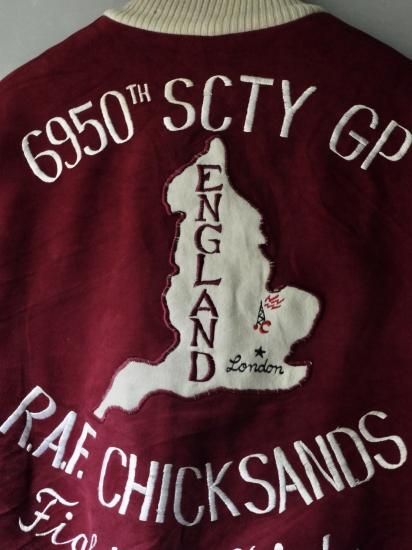 6950TH SCTY GP
ENGLAND
London
R.A.F. CHICKSANDS